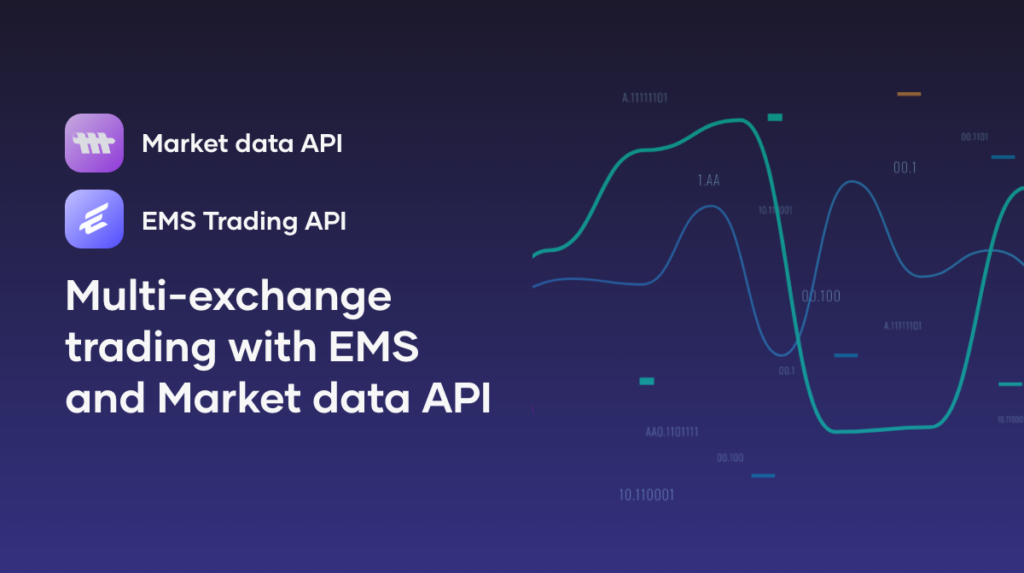 Market data API
EMS Trading API
Multi-exchange
trading with EMS
and Market data API
A.11111101
00.1101
00.1
1.AA
10.110001
00.100
A.11111101
00.1
AA0.1101111
00.100
10.110001